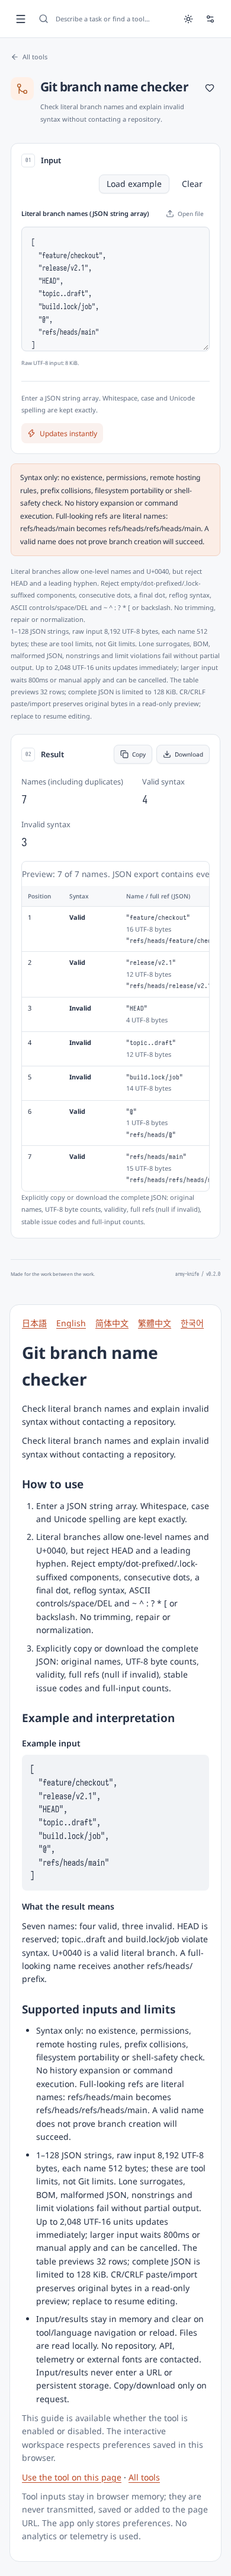 Describe a task or find a tool...
All tools
Git branch name checker
Check literal branch names and explain invalid
syntax without contacting a repository.
01 Input
Load example Clear
Literal branch names (JSON string array) Open file
[
"feature/checkout",
"release/v2.1",
"HEAD",
"topic..draft",
"build.lock/job",
"@",
"refs/heads/main"
]
Raw UTF-8 input: 8 KiB.
Enter a JSON string array. Whitespace, case and Unicode
spelling are kept exactly.
Updates instantly
Syntax only: no existence, permissions, remote hosting
rules, prefix collisions, filesystem portability or shell-
safety check. No history expansion or command
execution. Full-looking refs are literal names:
refs/heads/main becomes refs/heads/refs/heads/main. A
valid name does not prove branch creation will succeed.
Literal branches allow one-level names and U+0040, but reject
HEAD and a leading hyphen. Reject empty/dot-prefixed/.lock-
suffixed components, consecutive dots, a final dot, reflog syntax,
ASCII controls/space/DEL and ~ ^ : ? * [ or backslash. No trimming,
repair or normalization.
1–128 JSON strings, raw input 8,192 UTF-8 bytes, each name 512
bytes; these are tool limits, not Git limits. Lone surrogates, BOM,
malformed JSON, nonstrings and limit violations fail without partial
output. Up to 2,048 UTF-16 units updates immediately; larger input
waits 800ms or manual apply and can be cancelled. The table
previews 32 rows; complete JSON is limited to 128 KiB. CR/CRLF
paste/import preserves original bytes in a read-only preview;
replace to resume editing.
02 Result Copy Download
Names (including duplicates) Valid syntax
7 4
Invalid syntax
3
Preview: 7 of 7 names. JSON export contains eve
Position Syntax Name / full ref (JSON)
1 Valid "feature/checkout"
16 UTF-8 bytes
"refs/heads/feature/chec
2 Valid "release/v2.1"
12 UTF-8 bytes
"refs/heads/release/v2.1
3 Invalid "HEAD"
4 UTF-8 bytes
4 Invalid "topic..draft"
12 UTF-8 bytes
5 Invalid "build.lock/job"
14 UTF-8 bytes
6 Valid "@"
1 UTF-8 bytes
"refs/heads/@"
7 Valid "refs/heads/main"
15 UTF-8 bytes
"refs/heads/refs/heads/m
Explicitly copy or download the complete JSON: original
names, UTF-8 byte counts, validity, full refs (null if invalid),
stable issue codes and full-input counts.
Made for the work between the work. army-knife / v0.2.0
日本語 English 简体中文 繁體中文 한국어
Git branch name
checker
Check literal branch names and explain invalid
syntax without contacting a repository.
Check literal branch names and explain invalid
syntax without contacting a repository.
How to use
1. Enter a JSON string array. Whitespace, case
and Unicode spelling are kept exactly.
2. Literal branches allow one-level names and
U+0040, but reject HEAD and a leading
hyphen. Reject empty/dot-prefixed/.lock-
suffixed components, consecutive dots, a
final dot, reflog syntax, ASCII
controls/space/DEL and ~ ^ : ? * [ or
backslash. No trimming, repair or
normalization.
3. Explicitly copy or download the complete
JSON: original names, UTF-8 byte counts,
validity, full refs (null if invalid), stable
issue codes and full-input counts.
Example and interpretation
Example input
[
"feature/checkout",
"release/v2.1",
"HEAD",
"topic..draft",
"build.lock/job",
"@",
"refs/heads/main"
]
What the result means
Seven names: four valid, three invalid. HEAD is
reserved; topic..draft and build.lock/job violate
syntax. U+0040 is a valid literal branch. A full-
looking name receives another refs/heads/
prefix.
Supported inputs and limits
• Syntax only: no existence, permissions,
remote hosting rules, prefix collisions,
filesystem portability or shell-safety check.
No history expansion or command
execution. Full-looking refs are literal
names: refs/heads/main becomes
refs/heads/refs/heads/main. A valid name
does not prove branch creation will
succeed.
• 1–128 JSON strings, raw input 8,192 UTF-8
bytes, each name 512 bytes; these are tool
limits, not Git limits. Lone surrogates,
BOM, malformed JSON, nonstrings and
limit violations fail without partial output.
Up to 2,048 UTF-16 units updates
immediately; larger input waits 800ms or
manual apply and can be cancelled. The
table previews 32 rows; complete JSON is
limited to 128 KiB. CR/CRLF paste/import
preserves original bytes in a read-only
preview; replace to resume editing.
• Input/results stay in memory and clear on
tool/language navigation or reload. Files
are read locally. No repository, API,
telemetry or external fonts are contacted.
Input/results never enter a URL or
persistent storage. Copy/download only on
request.
This guide is available whether the tool is
enabled or disabled. The interactive
workspace respects preferences saved in this
browser.
Use the tool on this page · All tools
Tool inputs stay in browser memory; they are
never transmitted, saved or added to the page
URL. The app only stores preferences. No
analytics or telemetry is used.